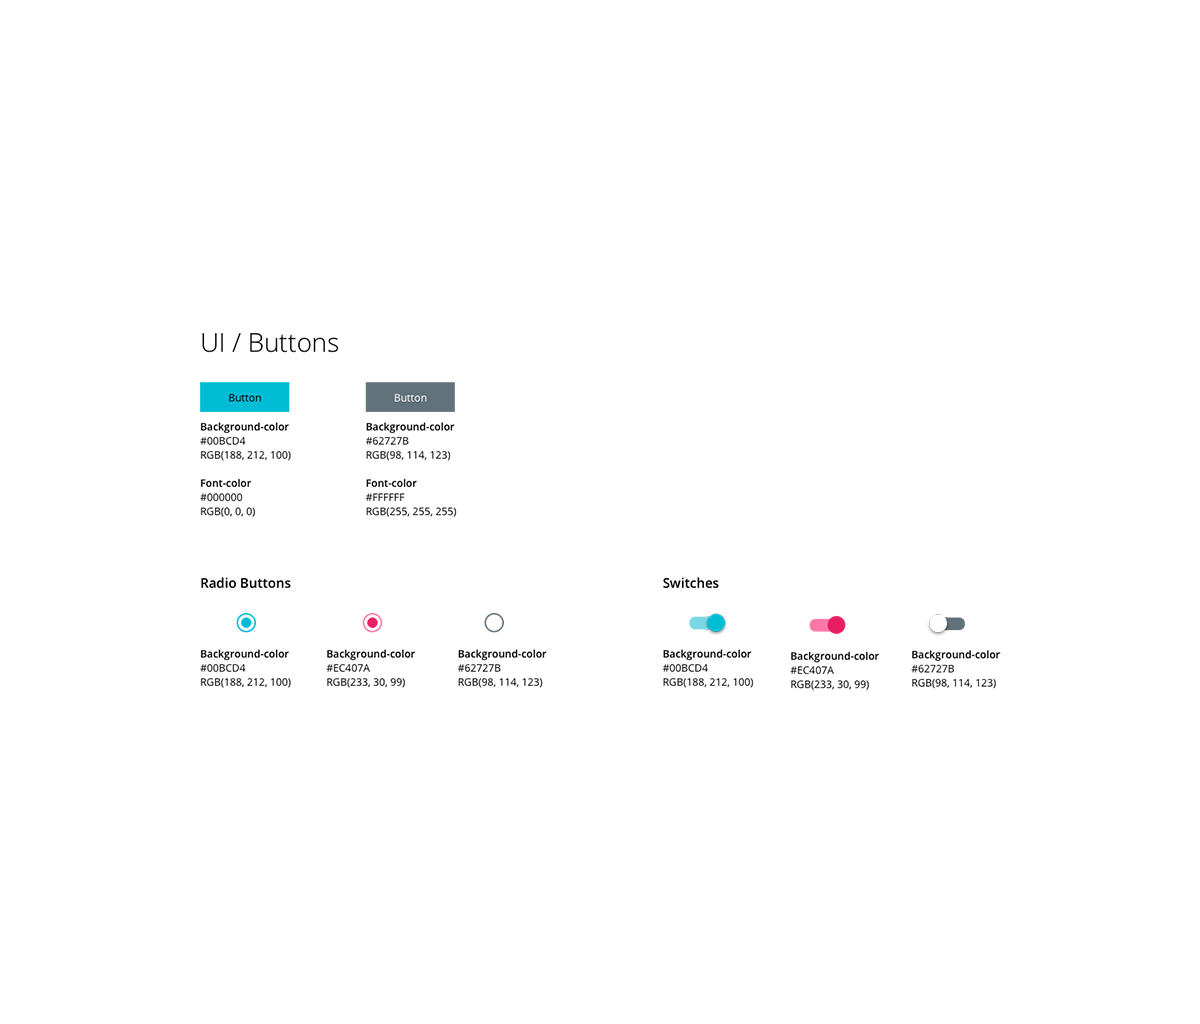 UI / Buttons
Button
Background-color
#00BCD4
RGB(188, 212, 100)
Font-color
#000000
RGB(0, 0, 0)
Button
Background-color
#62727B
RGB(98, 114, 123)
Font-color
#FFFFFF
RGB(255, 255, 255)
Radio Buttons
Background-color
#00BCD4
RGB(188, 212, 100)
Background-color
#EC407A
RGB(233, 30, 99)
Background-color
#62727B
RGB(98, 114, 123)
Switches
Background-color
#00BCD4
RGB(188, 212, 100)
Background-color
#EC407A
RGB(233, 30, 99)
Background-color
#62727B
RGB(98, 114, 123)